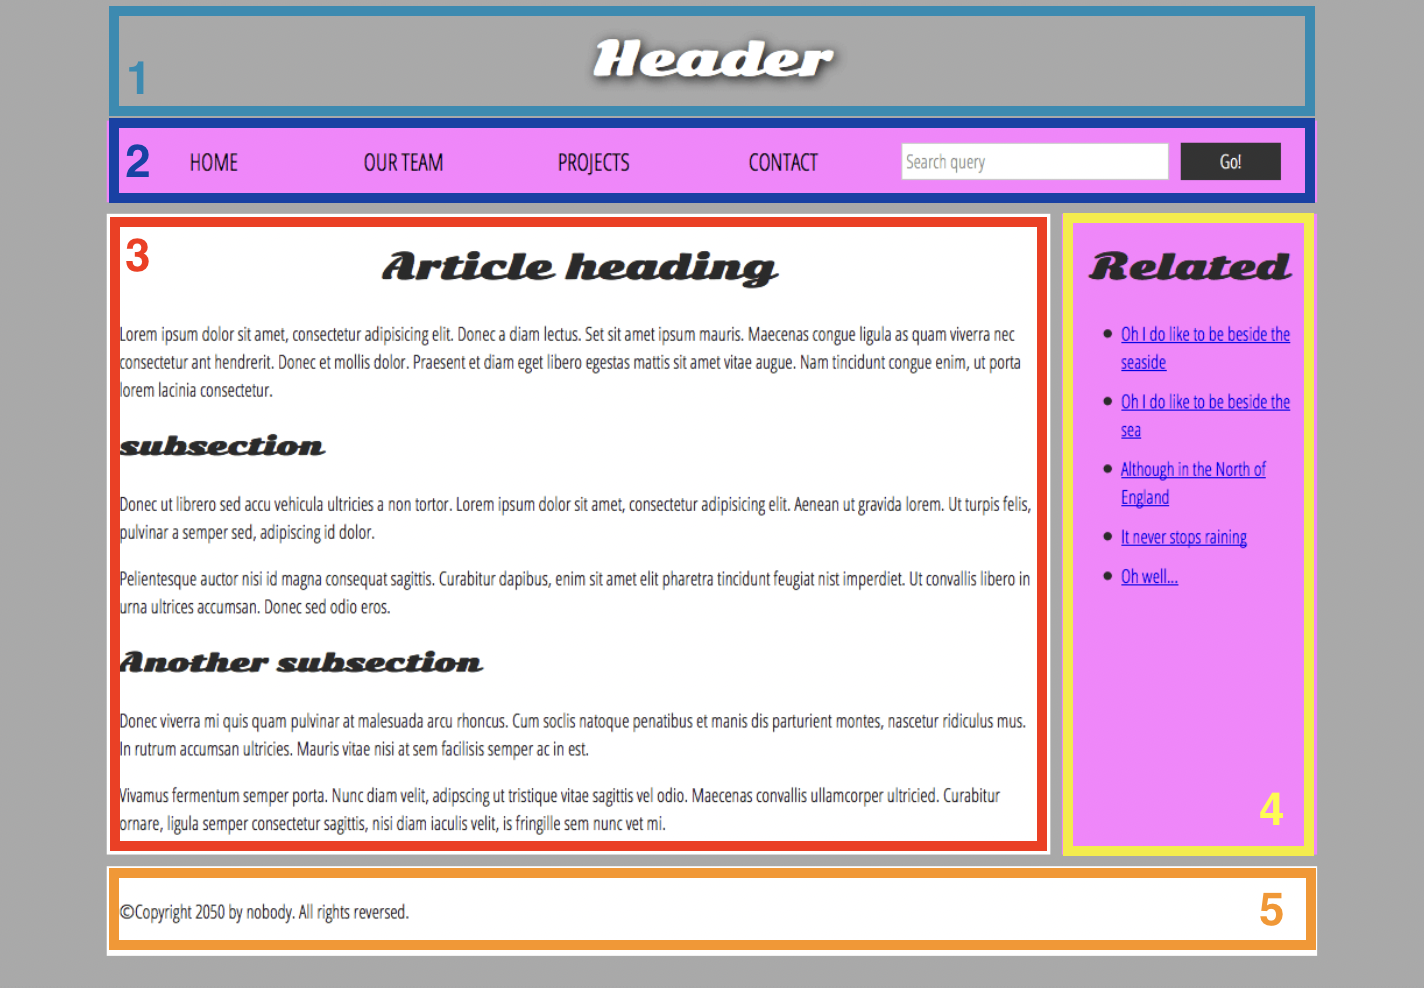 1
Header
2
HOME
OUR TEAM
PROJECTS
CONTACT
Search query
Go!
3
Article heading
Lorem ipsum dolor sit amet, consectetur adipisicing elit. Donec a diam lectus. Set sit amet ipsum mauris. Maecenas congue ligula as quam viverra nec
consectetur ant hendrerit. Donec et mollis dolor. Praesent et diam eget libero egestas mattis sit amet vitae augue. Nam tincidunt congue enim, ut porta
lorem lacinia consectetur.
subsection
Donec ut librero sed accu vehicula ultricies a non tortor. Lorem ipsum dolor sit amet, consectetur adipisicing elit. Aenean ut gravida lorem. Ut turpis felis,
pulvinar a semper sed, adipiscing id dolor.
Pelientesque auctor nisi id magna consequat sagittis. Curabitur dapibus, enim sit amet elit pharetra tincidunt feugiat nist imperdiet. Ut convallis libero in
urna ultrices accumsan. Donec sed odio eros.
Another subsection
Donec viverra mi quis quam pulvinar at malesuada arcu rhoncus. Cum soclis natoque penatibus et manis dis parturient montes, nascetur ridiculus mus.
In rutrum accumsan ultricies. Mauris vitae nisi at sem facilisis semper ac in est.
Vivamus fermentum semper porta. Nunc diam velit, adipscing ut tristique vitae sagittis vel odio. Maecenas convallis ullamcorper ultricied. Curabitur
ornare, ligula semper consectetur sagittis, nisi diam iaculis velit, is fringille sem nunc vet mi.
Related
Oh I do like to be beside the
seaside
Oh I do like to be beside the
sea
Although in the North of
England
It never stops raining
Oh well...
4
©Copyright 2050 by nobody. All rights reversed.
5